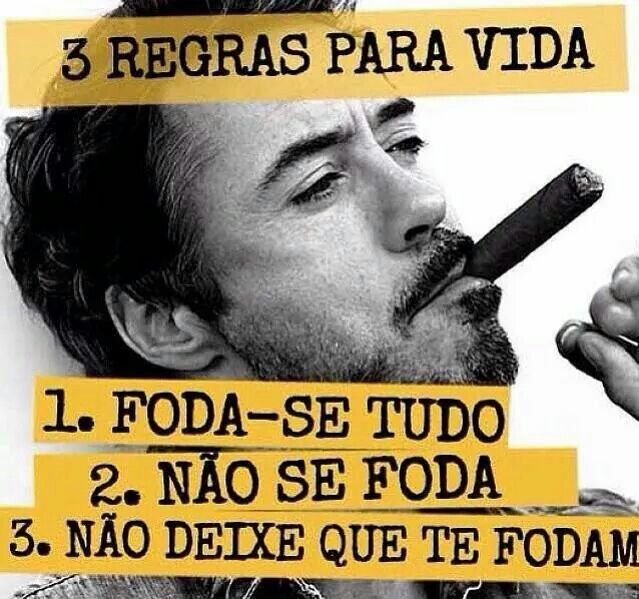 3 REGRAS PARA VIDA
1. FODA-SE TUDO
2. NÃO SE FODA
3. NÃO DEIXE QUE TE FODAM